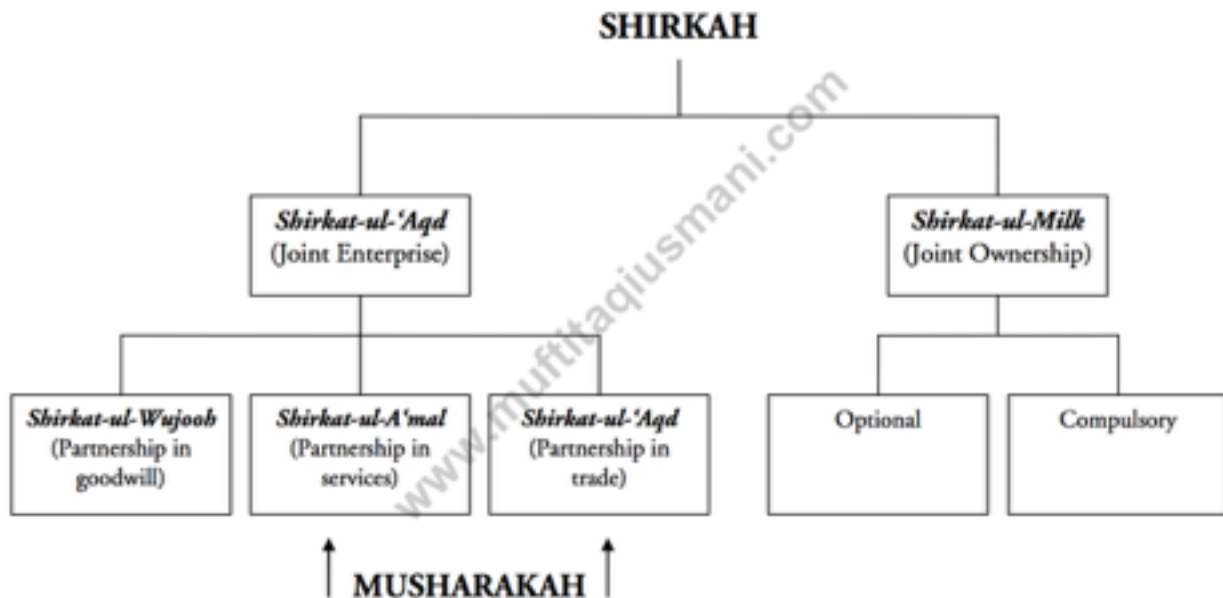 SHIRKAH
Shirkat-ul-‘Aqd
(Joint Enterprise)
Shirkat-ul-Milk
(Joint Ownership)
Shirkat-ul-Wujooh
(Partnership in
goodwill)
Shirkat-ul-A‘mal
(Partnership in
services)
Shirkat-ul-‘Aqd
(Partnership in
trade)
Optional
Compulsory
MUSHARAKAH
www.muftitaqiusmani.com